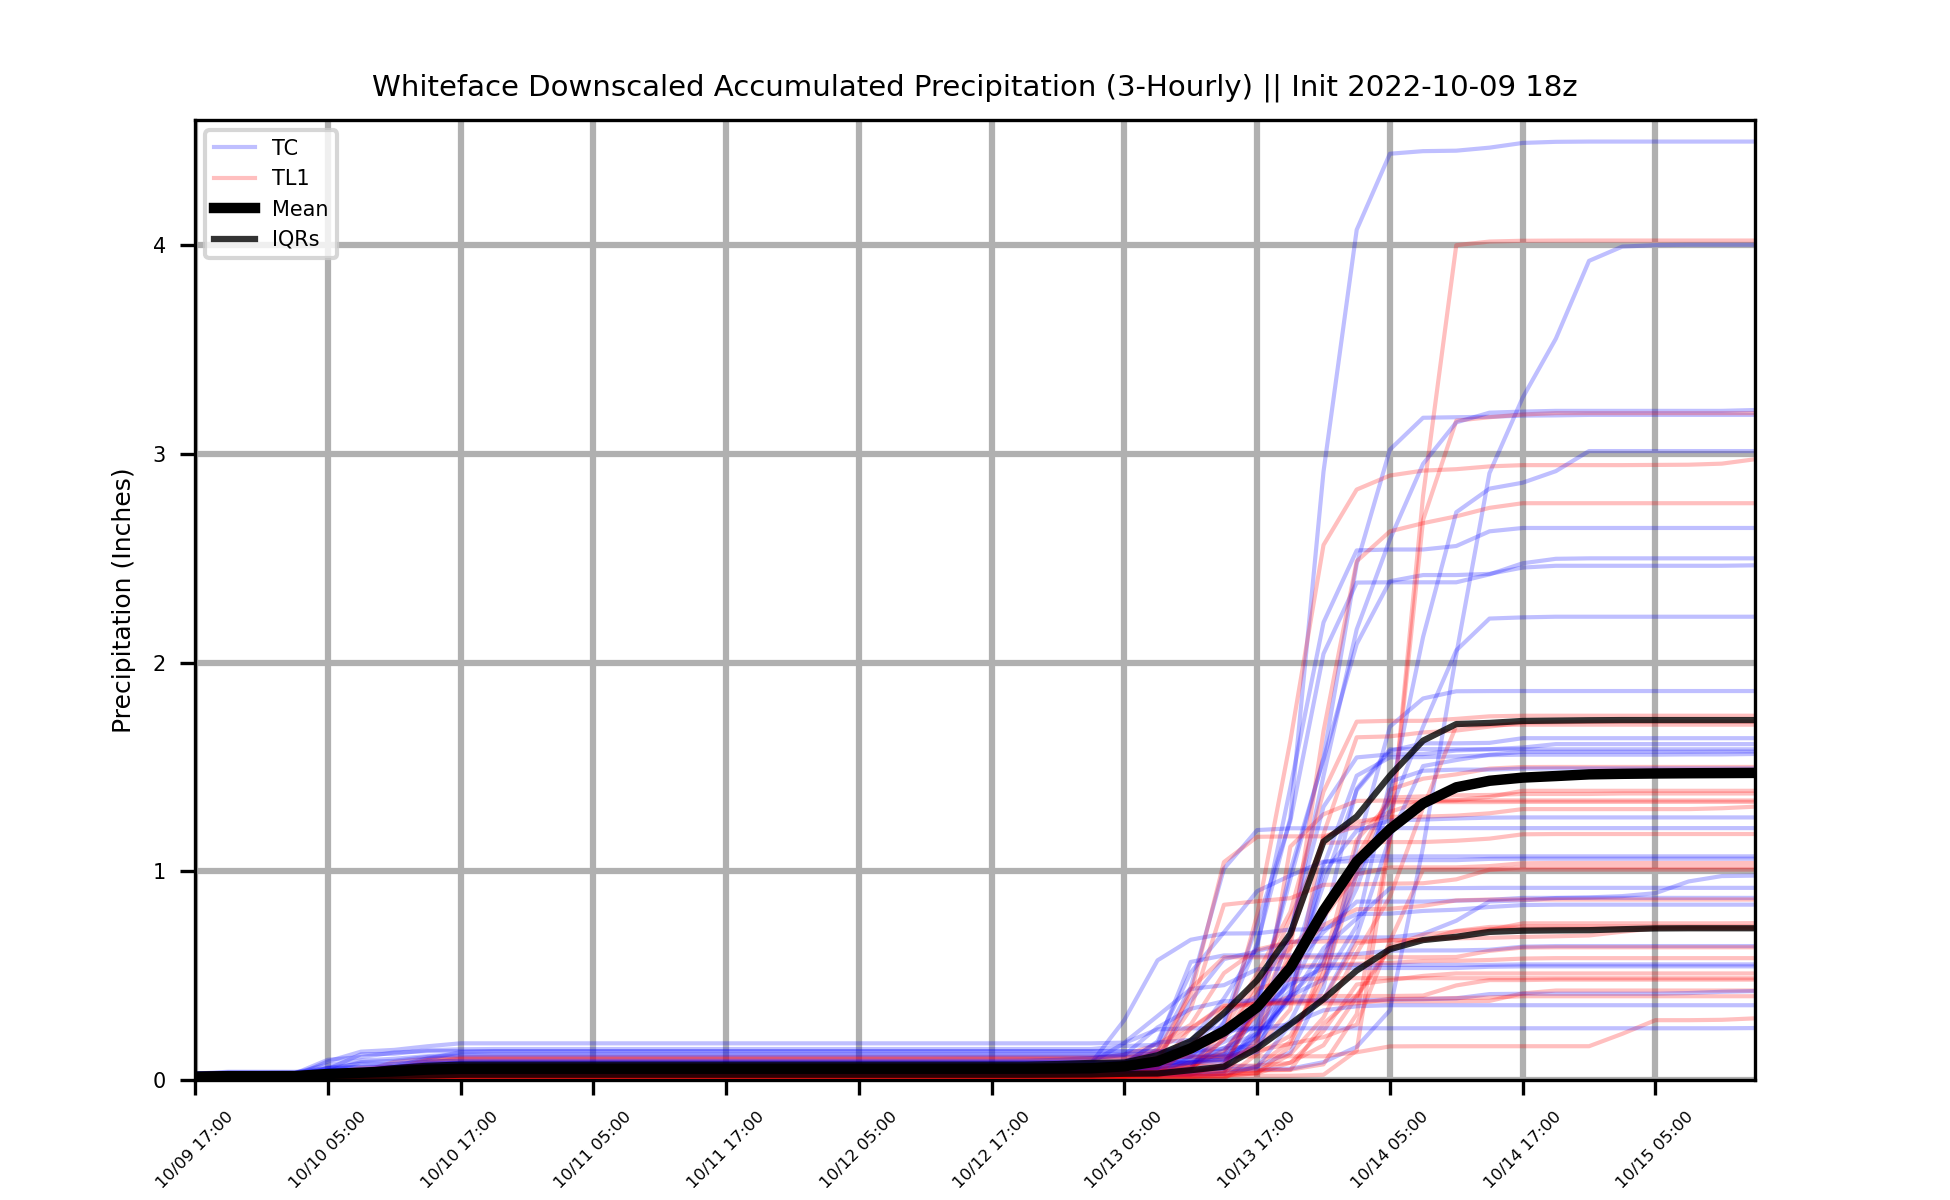 Whiteface Downscaled Accumulated Precipitation (3-Hourly) || Init 2022-10-09 18z
TC
TL1
Mean
IQRs
Precipitation (Inches)
4
3
2
1
0
10/09 17:00
10/10 05:00
10/10 17:00
10/11 05:00
10/11 17:00
10/12 05:00
10/12 17:00
10/13 05:00
10/13 17:00
10/14 05:00
10/14 17:00
10/15 05:00